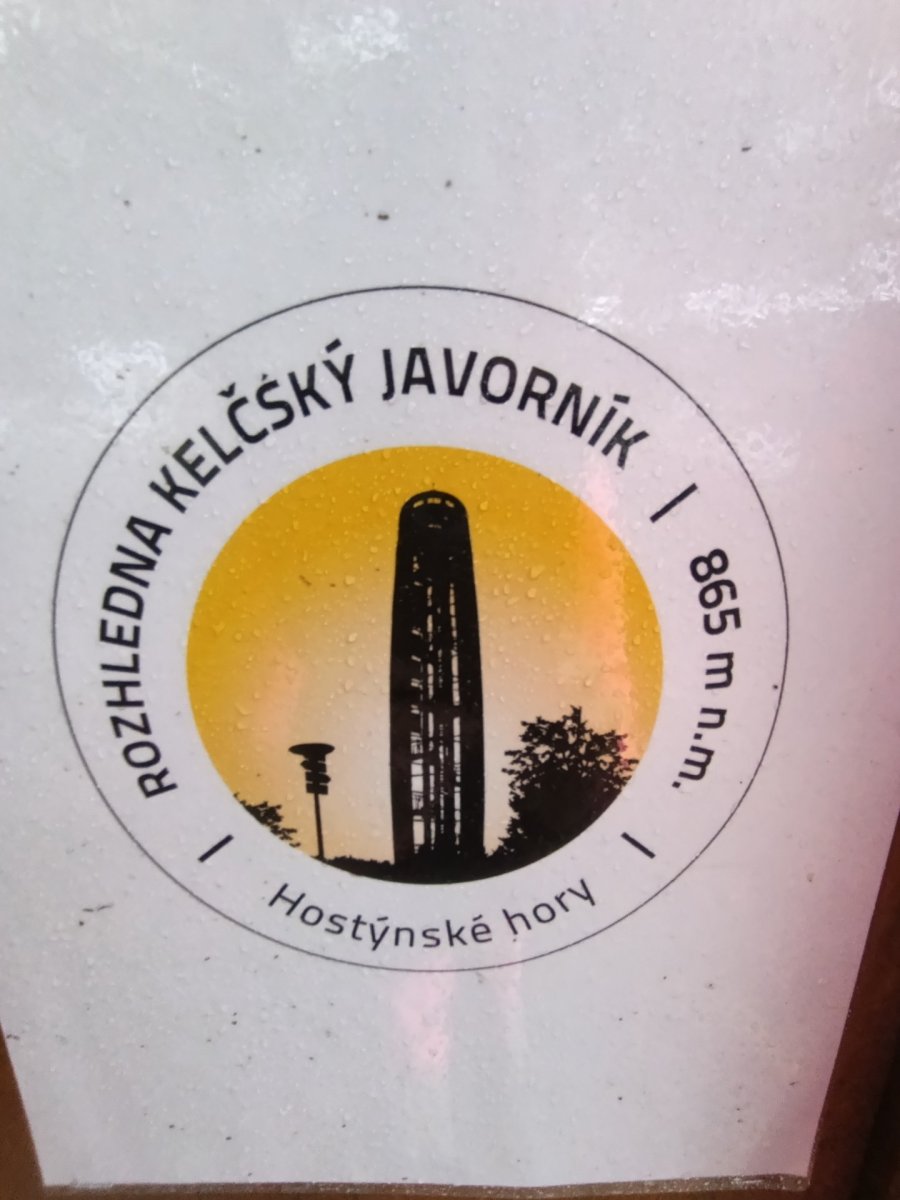 ROZHLEDNA KELČSKÝ JAVORNÍK
865 m n.m.
Hostýnské hory